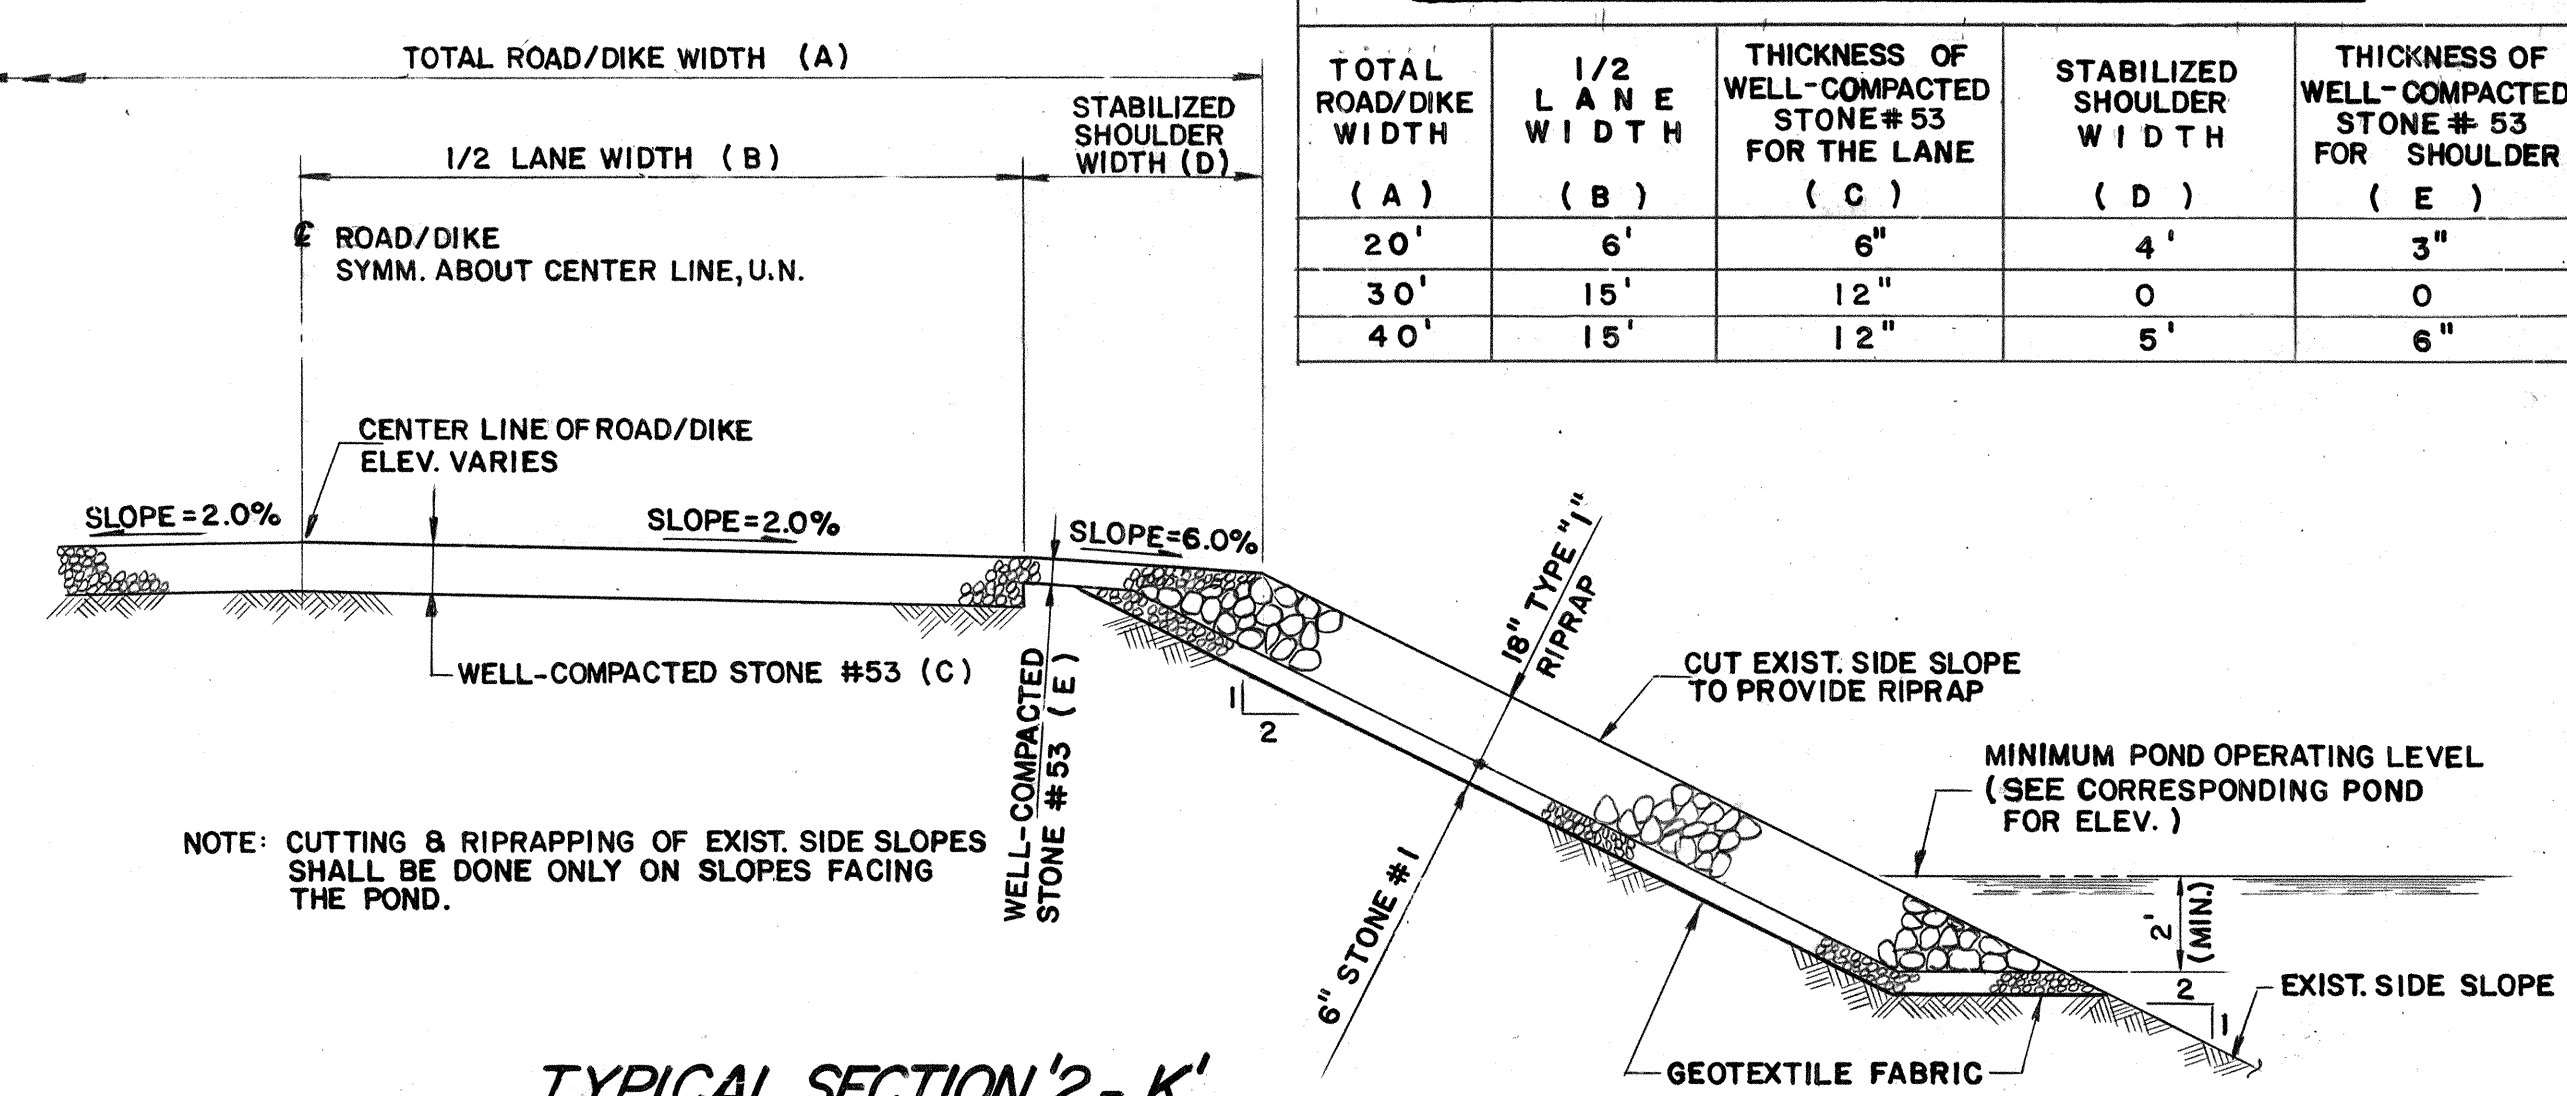 TOTAL ROAD/DIKE WIDTH (A)
STABILIZED
SHOULDER
WIDTH (D)
1/2 LANE WIDTH (B)
℄ ROAD/DIKE
SYMM. ABOUT CENTER LINE, U.N.
CENTER LINE OF ROAD/DIKE
ELEV. VARIES
SLOPE=2.0%
SLOPE=2.0%
SLOPE=6.0%
WELL-COMPACTED STONE #53 (C)
WELL-COMPACTED
STONE #53 (E)
1
2
NOTE: CUTTING & RIPRAPPING OF EXIST. SIDE SLOPES
SHALL BE DONE ONLY ON SLOPES FACING
THE POND.
TOTAL
ROAD/DIKE
WIDTH
(A)
1/2
LANE
WIDTH
(B)
THICKNESS OF
WELL-COMPACTED
STONE# 53
FOR THE LANE
(C)
STABILIZED
SHOULDER
WIDTH
(D)
THICKNESS OF
WELL-COMPACTED
STONE # 53
FOR SHOULDER
(E)
20' 6' 6" 4' 3"
30' 15' 12" 0 0
40' 15' 12" 5' 6"
18" TYPE "1"
RIPRAP
CUT EXIST. SIDE SLOPE
TO PROVIDE RIPRAP
MINIMUM POND OPERATING LEVEL
(SEE CORRESPONDING POND
FOR ELEV.)
2'
(MIN.)
6" STONE #1
2
1
EXIST. SIDE SLOPE
GEOTEXTILE FABRIC
TYPICAL SECTION '2-K'